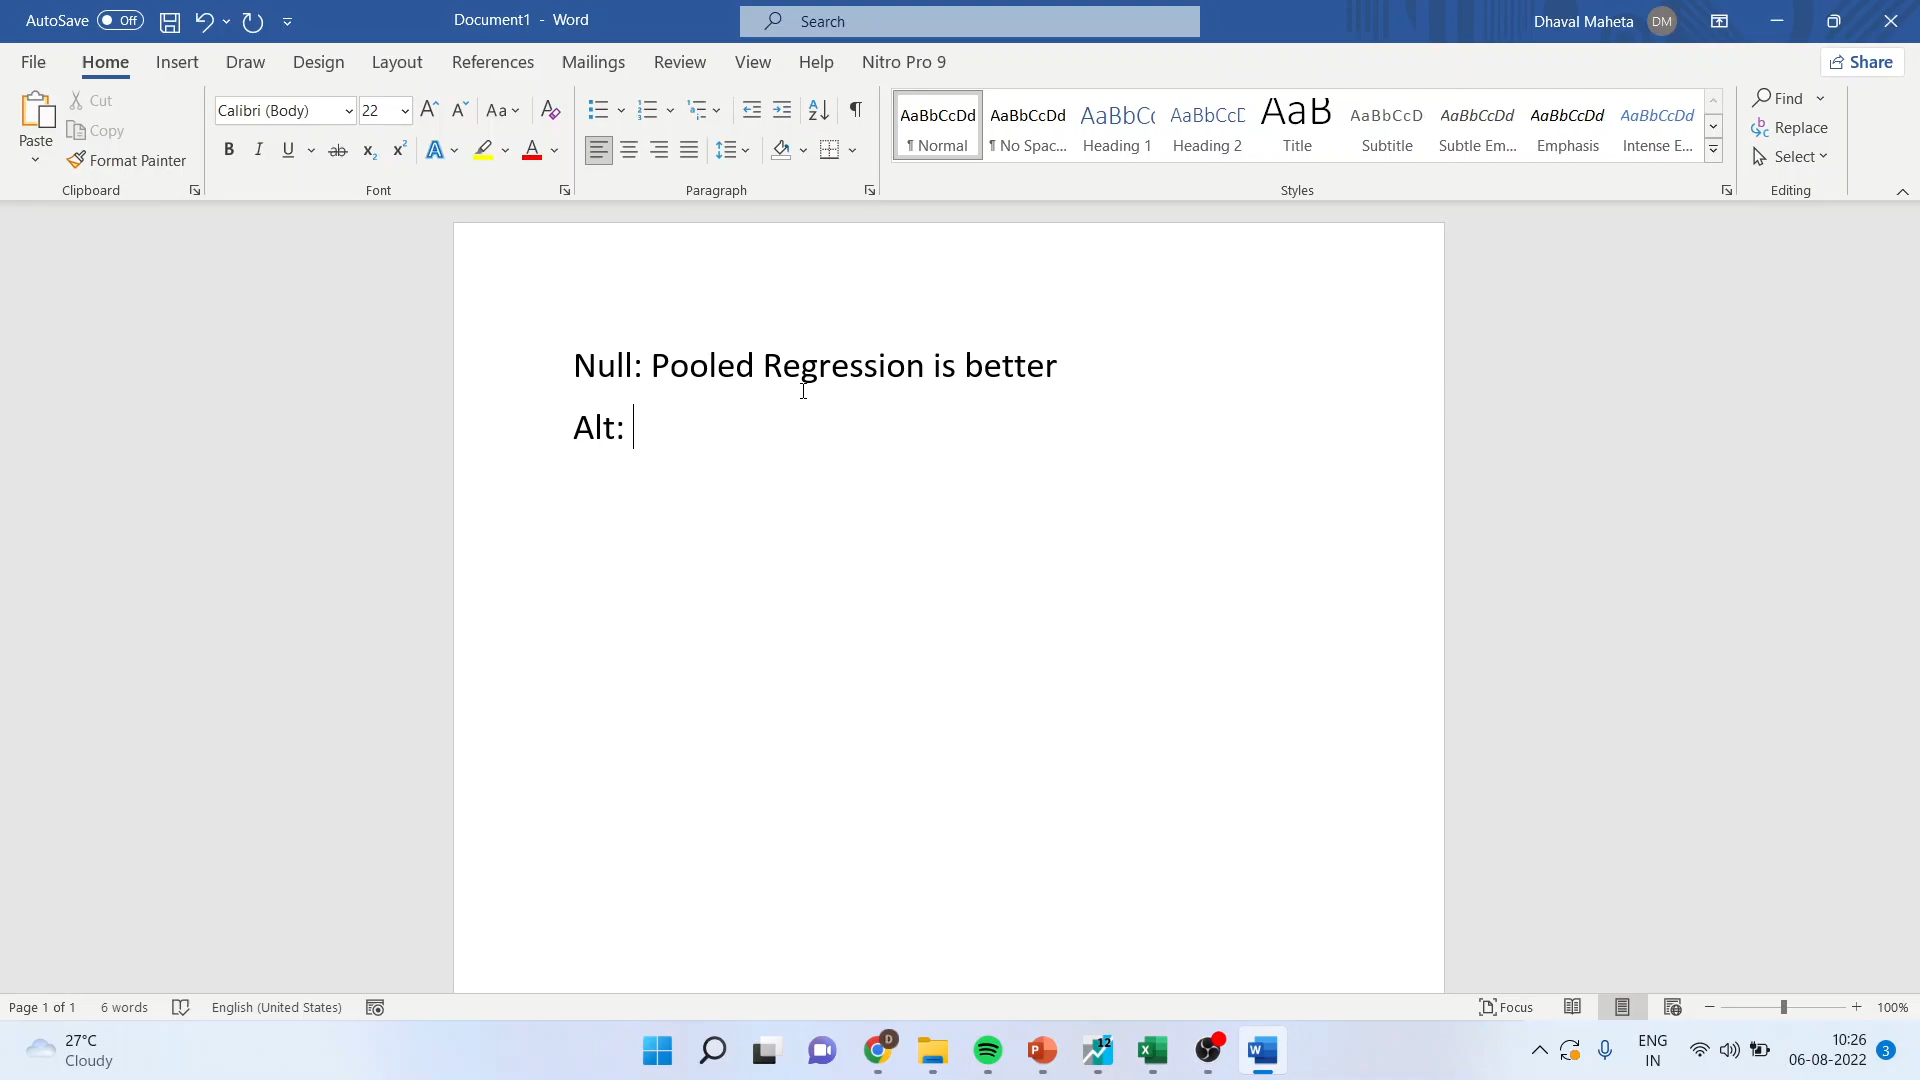 AutoSave Off Document1 - Word Search Dhaval Maheta DM
File Home Insert Draw Design Layout References Mailings Review View Help Nitro Pro 9 Share
Paste Cut Copy Format Painter
Clipboard
Calibri (Body) 22
Font
Paragraph
AaBbCcDd AaBbCcDd AaBbC( AaBbCcC AaB AaBbCcD AaBbCcDd AaBbCcDd AaBbCcDd
¶ Normal ¶ No Spac... Heading 1 Heading 2 Title Subtitle Subtle Em... Emphasis Intense E...
Styles
Find
Replace
Select
Editing
Null: Pooled Regression is better
Alt:
Page 1 of 1 6 words English (United States) Focus 100%
27°C
Cloudy
D
12
ENG
IN
10:26
06-08-2022
3